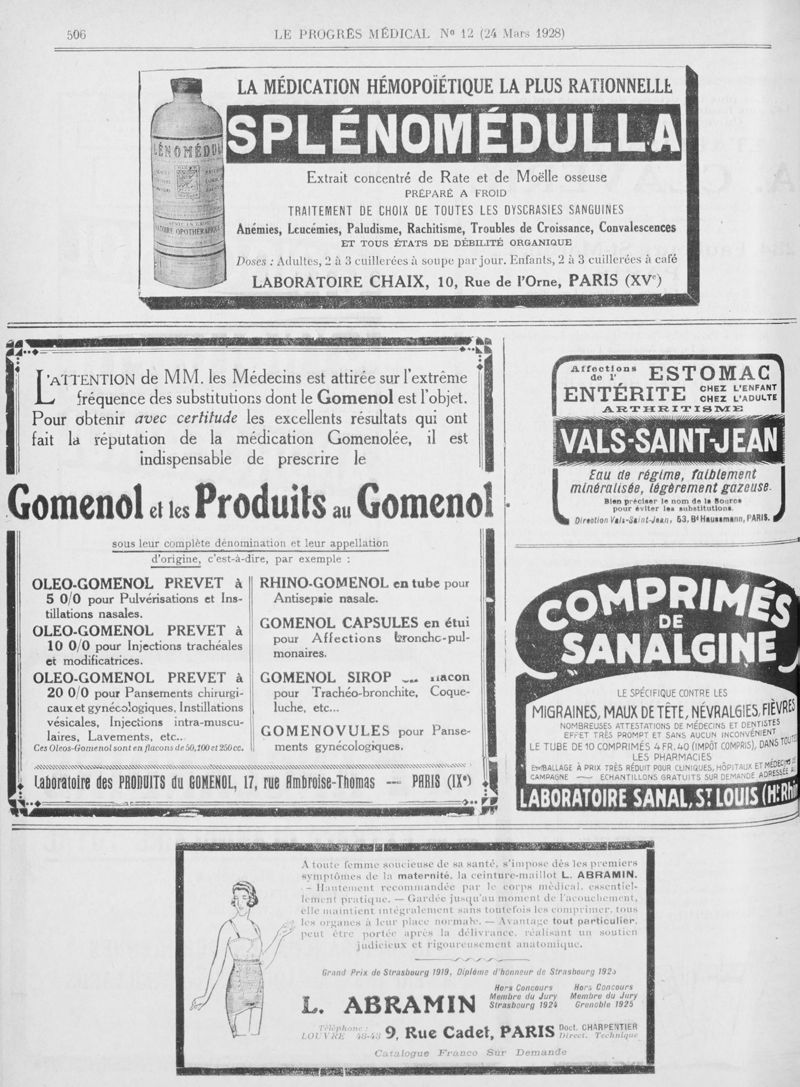 506
LE PROGRÈS MÉDICAL No 12 (24 Mars 1928)
LA MÉDICATION HÉMOPOÏÉTIQUE LA PLUS RATIONNELLE
LÉNOMÉDUL
OPOTHÉRAPIQUE
SPLÉNOMÉDULLA
Extrait concentré de Rate et de Moëlle osseuse
PRÉPARÉ A FROID
TRAITEMENT DE CHOIX DE TOUTES LES DYSCRASIES SANGUINES
Anémies, Leucémies, Paludisme, Rachitisme, Troubles de Croissance, Convalescences
ET TOUS ÉTATS DE DÉBILITÉ ORGANIQUE
Doses : Adultes, 2 à 3 cuillerées à soupe par jour. Enfants, 2 à 3 cuillerées à café
LABORATOIRE CHAIX, 10, Rue de l'Orne, PARIS (XVe)
L'ATTENTION de MM. les Médecins est attirée sur l'extrême
fréquence des substitutions dont le Gomenol est l'objet.
Pour obtenir avec certitude les excellents résultats qui ont
fait la réputation de la médication Gomenolée, il est
indispensable de prescrire le
Gomenol et les Produits au Gomenol
sous leur complète dénomination et leur appellation
d'origine, c'est-à-dire, par exemple :
OLEO-GOMENOL PREVET à
5 0/0 pour Pulvérisations et Ins-
tillations nasales.
OLEO-GOMENOL PREVET à
10 0/0 pour Injections trachéales
et modificatrices.
OLEO-GOMENOL PREVET à
20 0/0 pour Pansements chirurgi-
caux et gynécologiques, Instillations
vésicales, Injections intra-muscu-
laires, Lavements, etc..
Ces Oleos-Gomenol sont en flacons de 50, 100 et 250 cc.
RHINO-GOMENOL en tube pour
Antisepsie nasale.
GOMENOL CAPSULES en étui
pour Affections broncho-pul-
monaires.
GOMENOL SIROP flacon
pour Trachéo-bronchite, Coque-
luche, etc...
GOMENOVULES pour Panse-
ments gynécologiques.
Laboratoire des PRODUITS du GOMENOL, 17, rue Ambroise-Thomas — PARIS (IXe)
Affections de l' ESTOMAC
ENTÉRITE CHEZ L'ENFANT
CHEZ L'ADULTE
ARTHRITISME
VALS-SAINT-JEAN
Eau de régime, faiblement
minéralisée, légèrement gazeuse.
Bien préciser le nom de la Source
pour éviter les substitutions.
Direction Vals-Saint-Jean, 53, Bd Haussmann, PARIS.
COMPRIMÉS
DE
SANALGINE
LE SPÉCIFIQUE CONTRE LES
MIGRAINES, MAUX DE TÊTE, NÉVRALGIES, FIÈVRES
NOMBREUSES ATTESTATIONS DE MÉDECINS ET DENTISTES
EFFET TRÈS PROMPT ET SANS AUCUN INCONVÉNIENT
LE TUBE DE 10 COMPRIMÉS 4 FR. 40 (IMPÔT COMPRIS), DANS TOUTES
LES PHARMACIES
EMBALLAGE À PRIX TRÈS RÉDUIT POUR CLINIQUES, HÔPITAUX ET MÉDECINS
CAMPAGNE — ECHANTILLONS GRATUITS SUR DEMANDE ADRESSÉE
LABORATOIRE SANAL, ST. LOUIS (Ht Rhin
A toute femme soucieuse de sa santé, s'impose dès les premiers
symptômes de la maternité, la ceinture-maillot L. ABRAMIN.
— Hautement recommandée par le corps médical, essentiel-
lement pratique. — Gardée jusqu'au moment de l'accouchement,
elle maintient intégralement sans toutefois les comprimer, tous
les organes à leur place normale. — Avantage tout particulier,
peut être portée après la délivrance, réalisant un soutien
judicieux et rigoureusement anatomique.
Grand Prix de Strasbourg 1919, Diplôme d'honneur de Strasbourg 1923
L. ABRAMIN
Hors Concours
Membre du Jury
Strasbourg 1924
Hors Concours
Membre du Jury
Grenoble 1925
Téléphone :
LOUVRE 48-43
9, Rue Cadet, PARIS
Doct. CHARPENTIER
Direct. Technique
Catalogue Franco Sur Demande